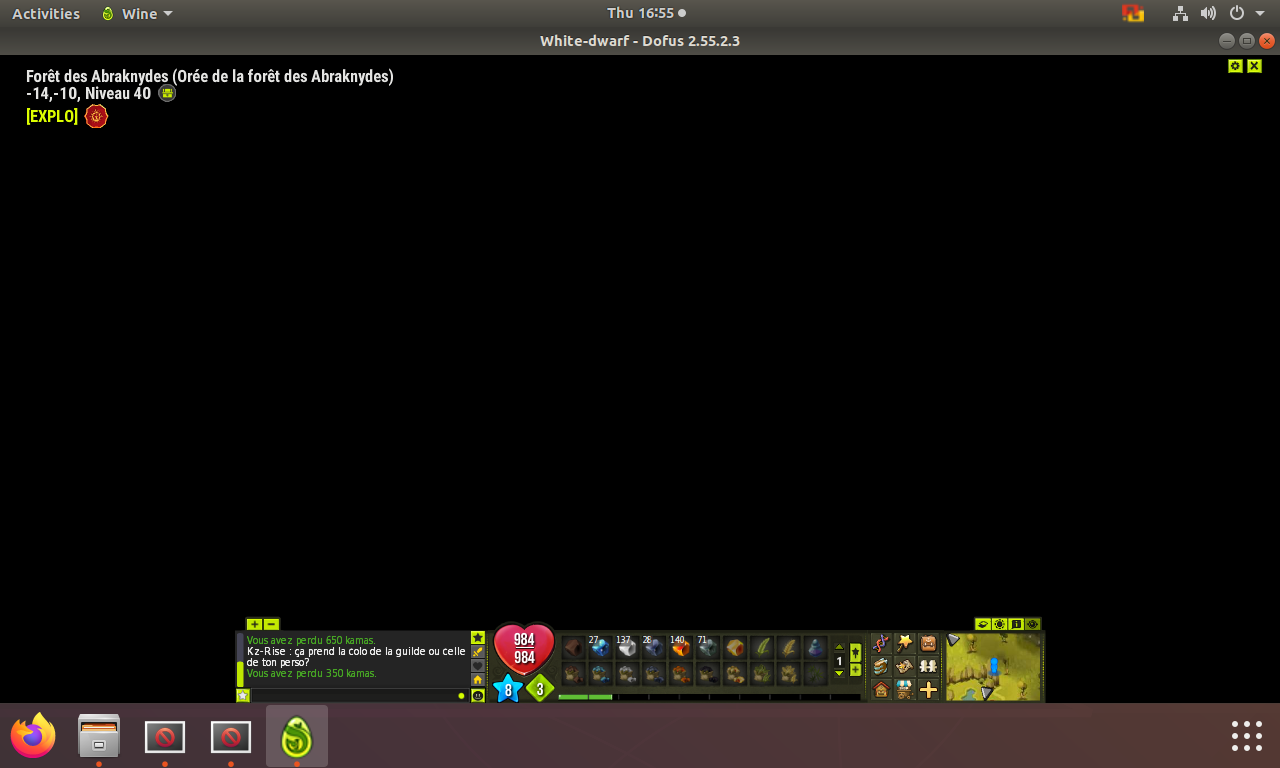 Activities
Wine
Thu 16:55
White-dwarf - Dofus 2.55.2.3
Forêt des Abraknydes (Orée de la forêt des Abraknydes)
-14,-10, Niveau 40
[EXPLO]
Vous avez perdu 650 kamas.
Kz-Rise : ça prend la colo de la guilde ou celle
de ton perso?
Vous avez perdu 350 kamas.
984
984
8
3
27
137
28
140
71
1